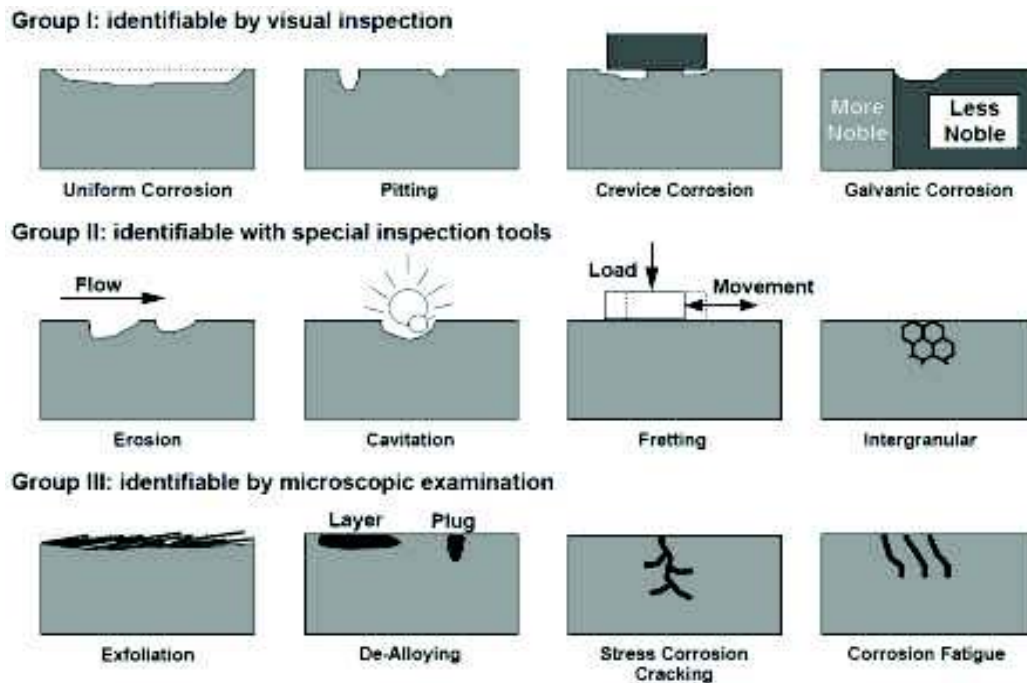 Group I: identifiable by visual inspection
More
Noble
Less
Noble
Uniform Corrosion
Pitting
Crevice Corrosion
Galvanic Corrosion
Group II: identifiable with special inspection tools
Flow
Load
Movement
Erosion
Cavitation
Fretting
Intergranular
Group III: identifiable by microscopic examination
Layer
Plug
Exfoliation
De-Alloying
Stress Corrosion
Cracking
Corrosion Fatigue